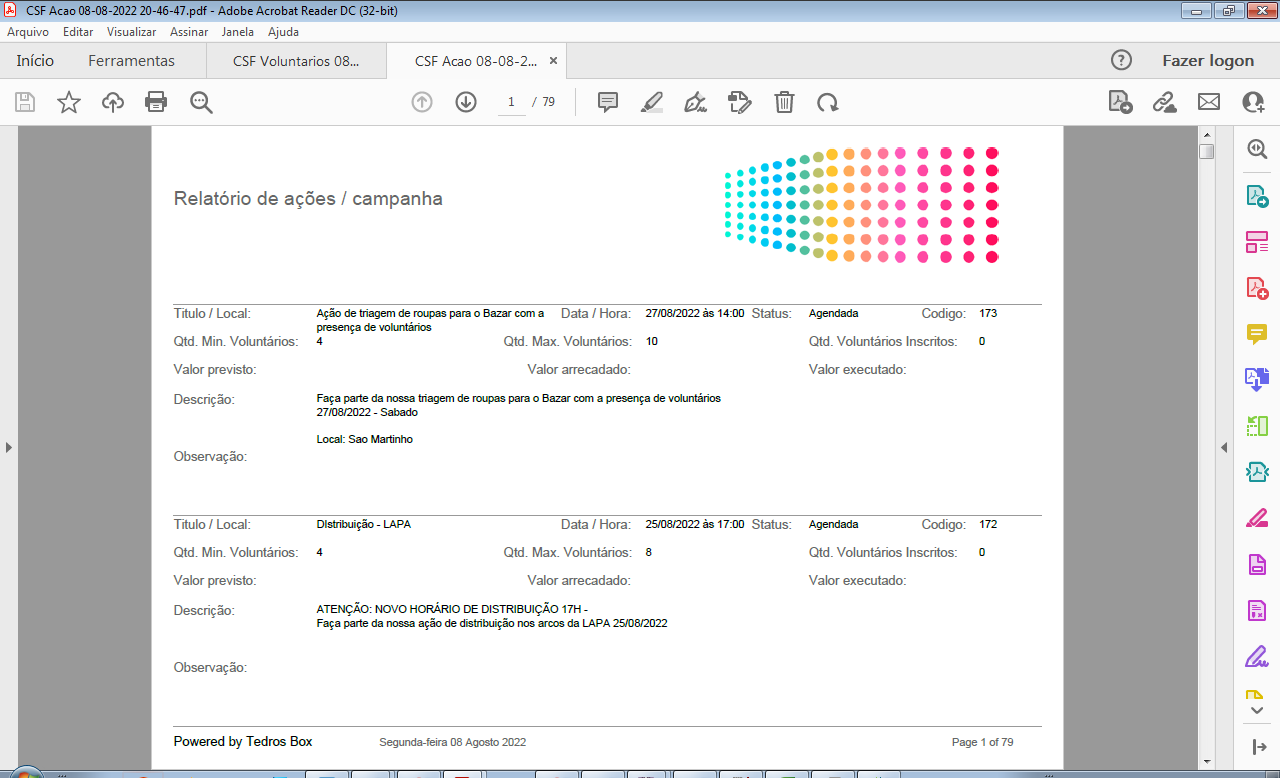 CSF Acao 08-08-2022 20-46-47.pdf - Adobe Acrobat Reader DC (32-bit)
Arquivo Editar Visualizar Assinar Janela Ajuda
Início Ferramentas CSF Voluntarios 08... CSF Acao 08-08-2... × Fazer logon
1 / 79
Relatório de ações / campanha
Titulo / Local: Ação de triagem de roupas para o Bazar com a Data / Hora: 27/08/2022 às 14:00 Status: Agendada Codigo: 173
presença de voluntários
Qtd. Min. Voluntários: 4 Qtd. Max. Voluntários: 10 Qtd. Voluntários Inscritos: 0
Valor previsto: Valor arrecadado: Valor executado:
Descrição: Faça parte da nossa triagem de roupas para o Bazar com a presença de voluntários
27/08/2022 - Sabado
Local: Sao Martinho
Observação:
Titulo / Local: DIstribuição - LAPA Data / Hora: 25/08/2022 às 17:00 Status: Agendada Codigo: 172
Qtd. Min. Voluntários: 4 Qtd. Max. Voluntários: 8 Qtd. Voluntários Inscritos: 0
Valor previsto: Valor arrecadado: Valor executado:
Descrição: ATENÇÃO: NOVO HORÁRIO DE DISTRIBUIÇÃO 17H -
Faça parte da nossa ação de distribuição nos arcos da LAPA 25/08/2022
Observação:
Powered by Tedros Box Segunda-feira 08 Agosto 2022 Page 1 of 79